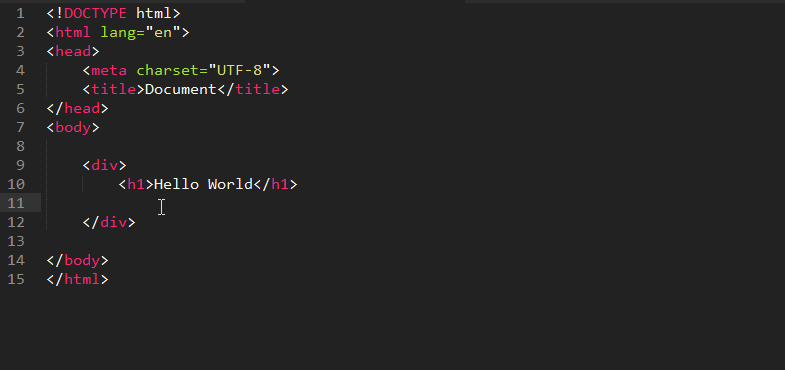 1 <!DOCTYPE html>
2 <html lang="en">
3 <head>
4     <meta charset="UTF-8">
5     <title>Document</title>
6 </head>
7 <body>
8
9     <div>
10         <h1>Hello World</h1>
11
12     </div>
13
14 </body>
15 </html>